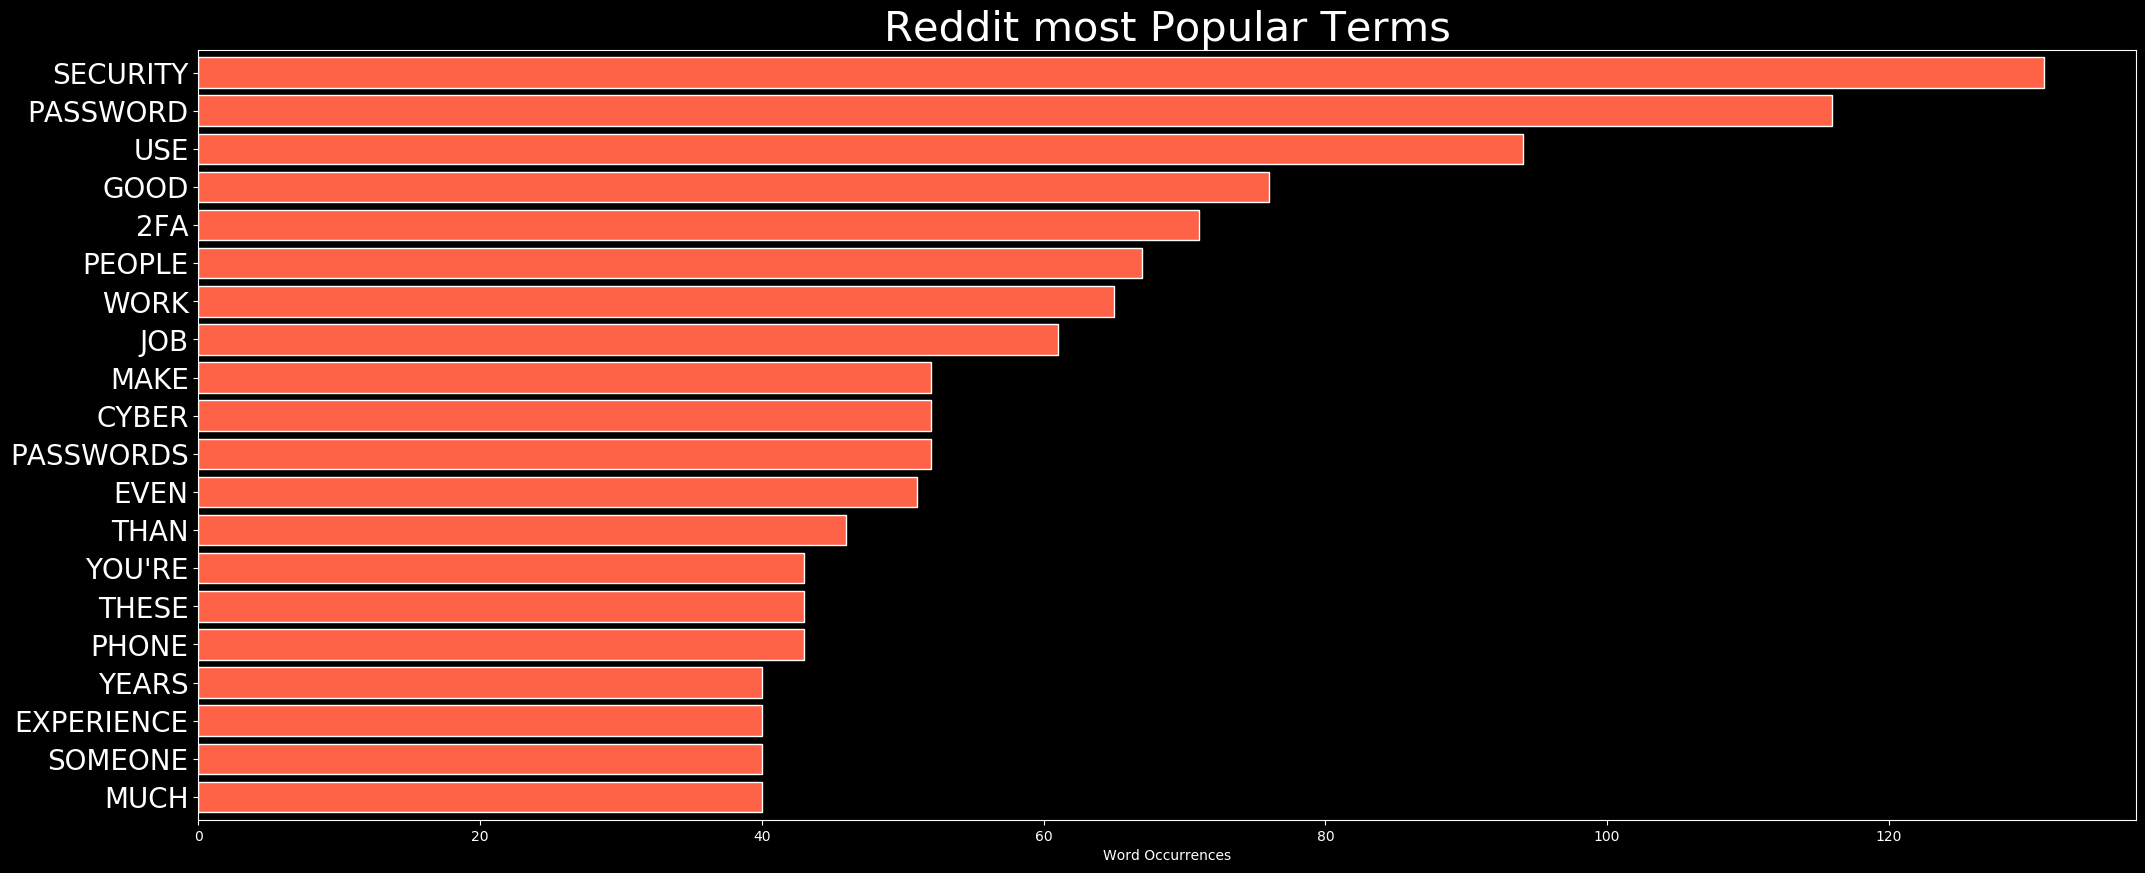 Reddit most Popular Terms
SECURITY
PASSWORD
USE
GOOD
2FA
PEOPLE
WORK
JOB
MAKE
CYBER
PASSWORDS
EVEN
THAN
YOU'RE
THESE
PHONE
YEARS
EXPERIENCE
SOMEONE
MUCH
0 20 40 60 80 100 120
Word Occurrences